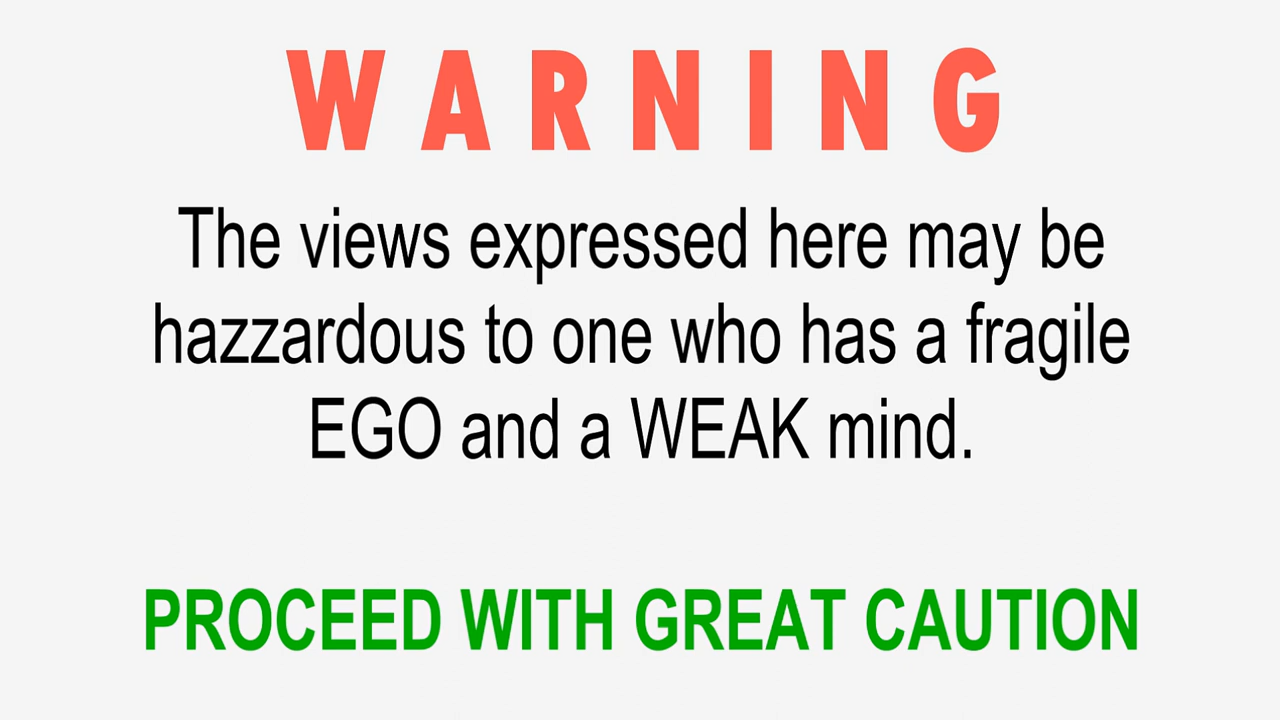 WARNING
The views expressed here may be
hazzardous to one who has a fragile
EGO and a WEAK mind.
PROCEED WITH GREAT CAUTION